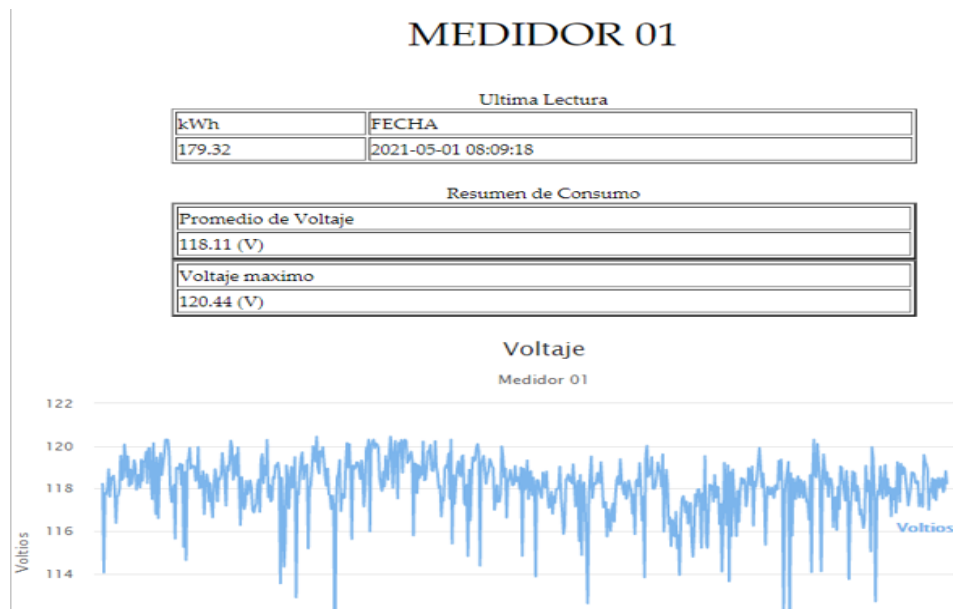 MEDIDOR 01
Ultima Lectura
kWh FECHA
179.32 2021-05-01 08:09:18
Resumen de Consumo
Promedio de Voltaje
118.11 (V)
Voltaje maximo
120.44 (V)
Voltaje
Medidor 01
122
120
118
116
114
Voltios
Voltios